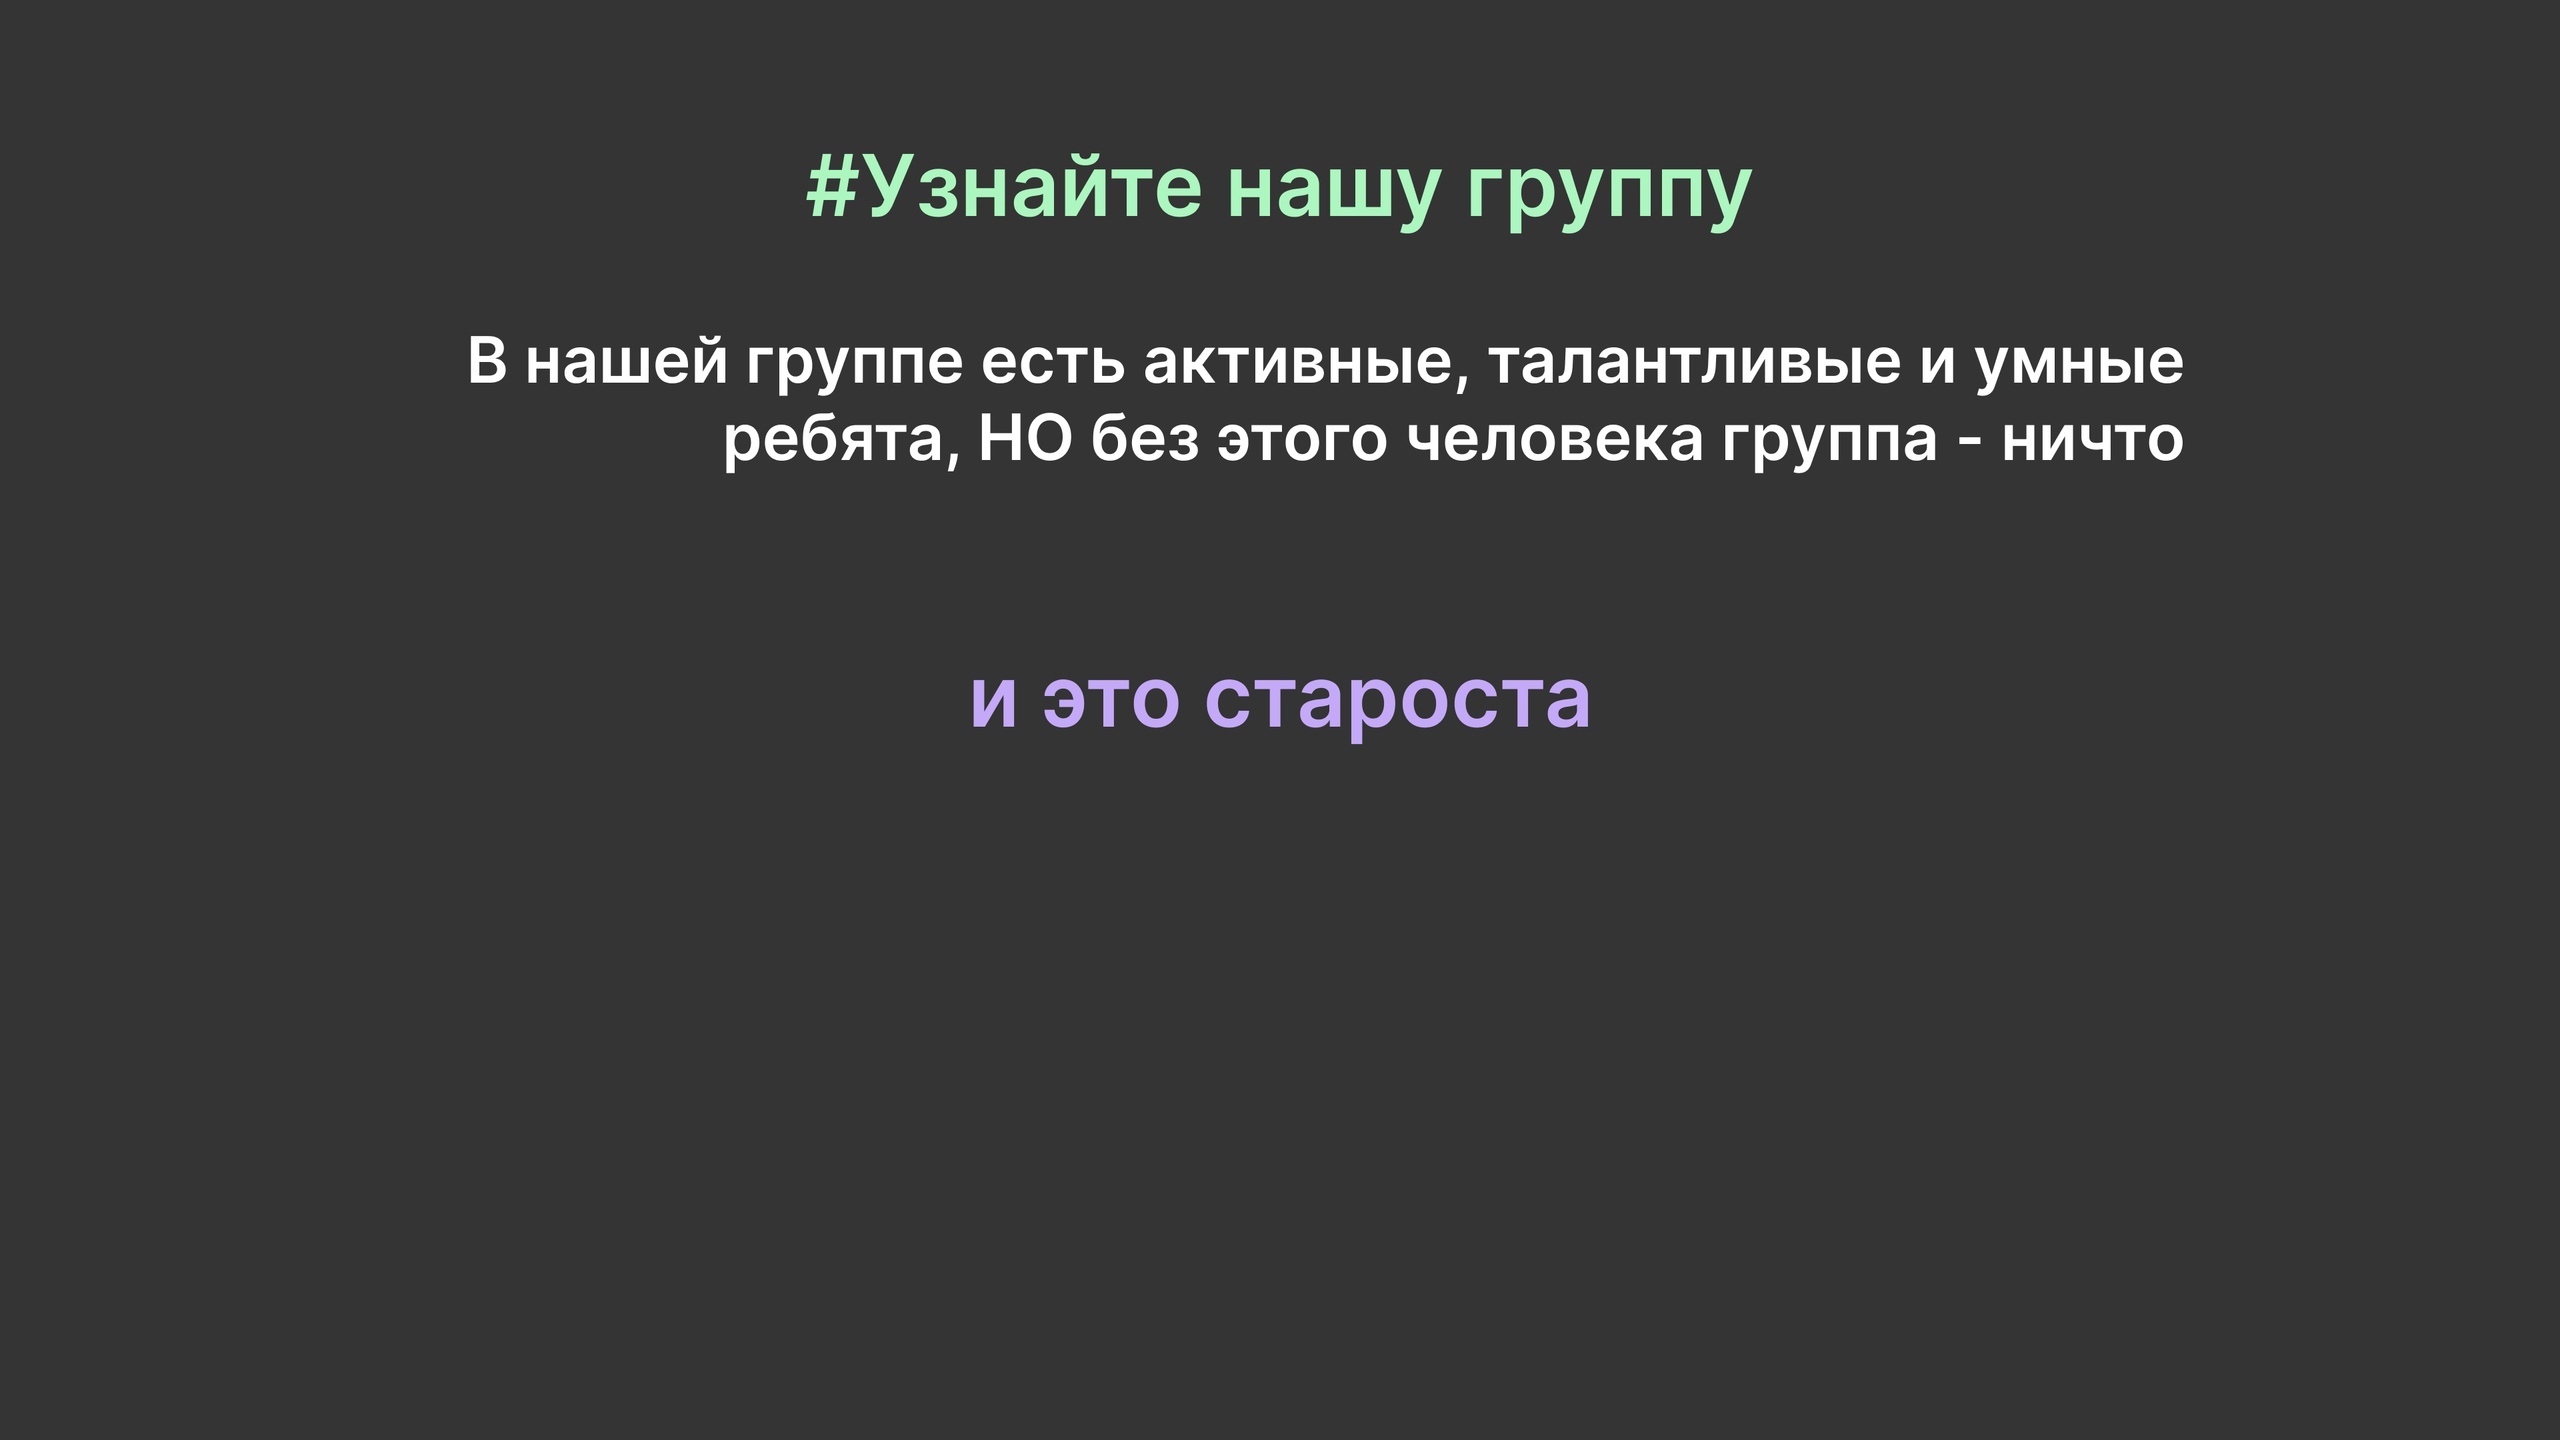 #Узнайте нашу группу
В нашей группе есть активные, талантливые и умные
ребята, НО без этого человека группа - ничто
и это староста